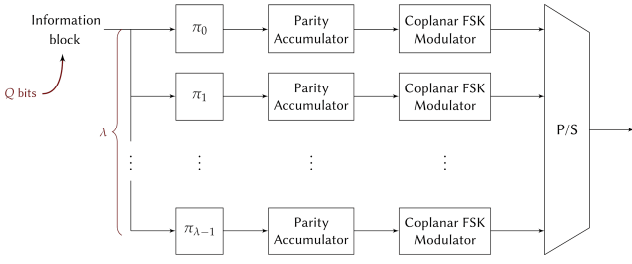 Information
block
Q bits
λ
π₀
Parity
Accumulator
Coplanar FSK
Modulator
π₁
Parity
Accumulator
Coplanar FSK
Modulator
P/S
⋮ ⋮ ⋮ ⋮
π_{λ−1}
Parity
Accumulator
Coplanar FSK
Modulator